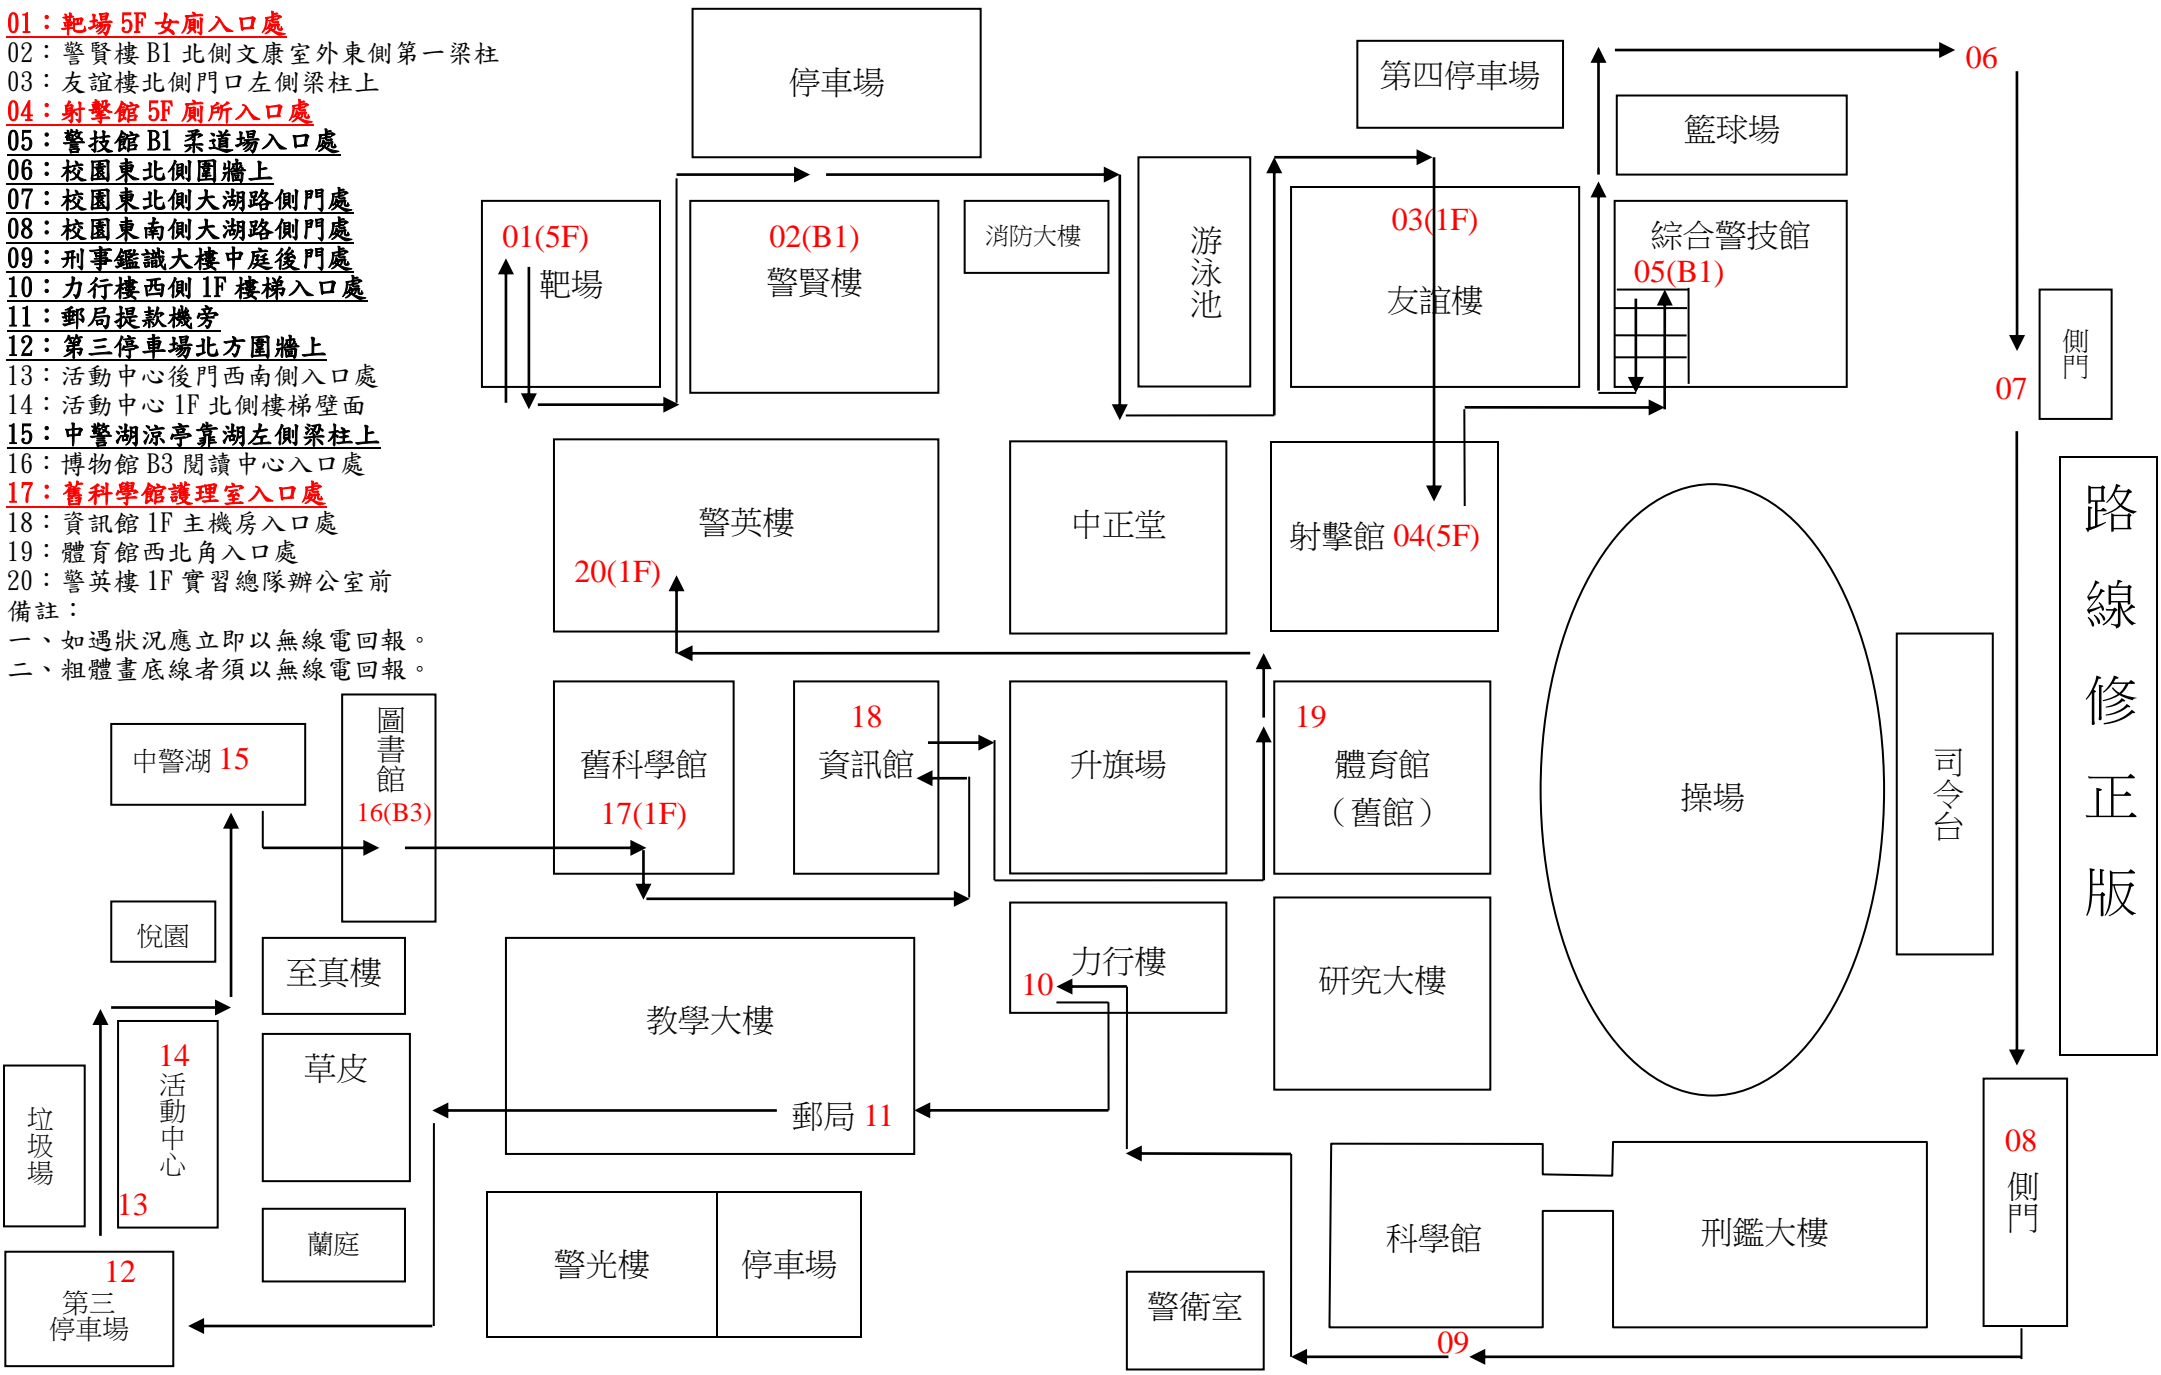 01：靶場 5F 女廁入口處
02：警賢樓 B1 北側文康室外東側第一梁柱
03：友誼樓北側門口左側梁柱上
04：射擊館 5F 廁所入口處
05：警技館 B1 柔道場入口處
06：校園東北側圍牆上
07：校園東北側大湖路側門處
08：校園東南側大湖路側門處
09：刑事鑑識大樓中庭後門處
10：力行樓西側 1F 樓梯入口處
11：郵局提款機旁
12：第三停車場北方圍牆上
13：活動中心後門西南側入口處
14：活動中心 1F 北側樓梯壁面
15：中警湖涼亭靠湖左側梁柱上
16：博物館 B3 閱讀中心入口處
17：舊科學館護理室入口處
18：資訊館 1F 主機房入口處
19：體育館西北角入口處
20：警英樓 1F 實習總隊辦公室前
備註：
一、如遇狀況應立即以無線電回報。
二、粗體畫底線者須以無線電回報。
停車場
第四停車場
06
籃球場
01(5F)
靶場
02(B1)
警賢樓
消防大樓
游泳池
03(1F)
友誼樓
綜合警技館
05(B1)
側門
07
警英樓
20(1F)
中正堂
射擊館 04(5F)
路線修正版
中警湖 15
圖書館
16(B3)
舊科學館
17(1F)
18
資訊館
升旗場
19
體育館
（舊館）
操場
司令台
悅園
至真樓
教學大樓
郵局 11
力行樓
10
研究大樓
垃圾場
14
活動中心
13
草皮
蘭庭
12
第三
停車場
警光樓
停車場
警衛室
科學館
刑鑑大樓
08
側門
09